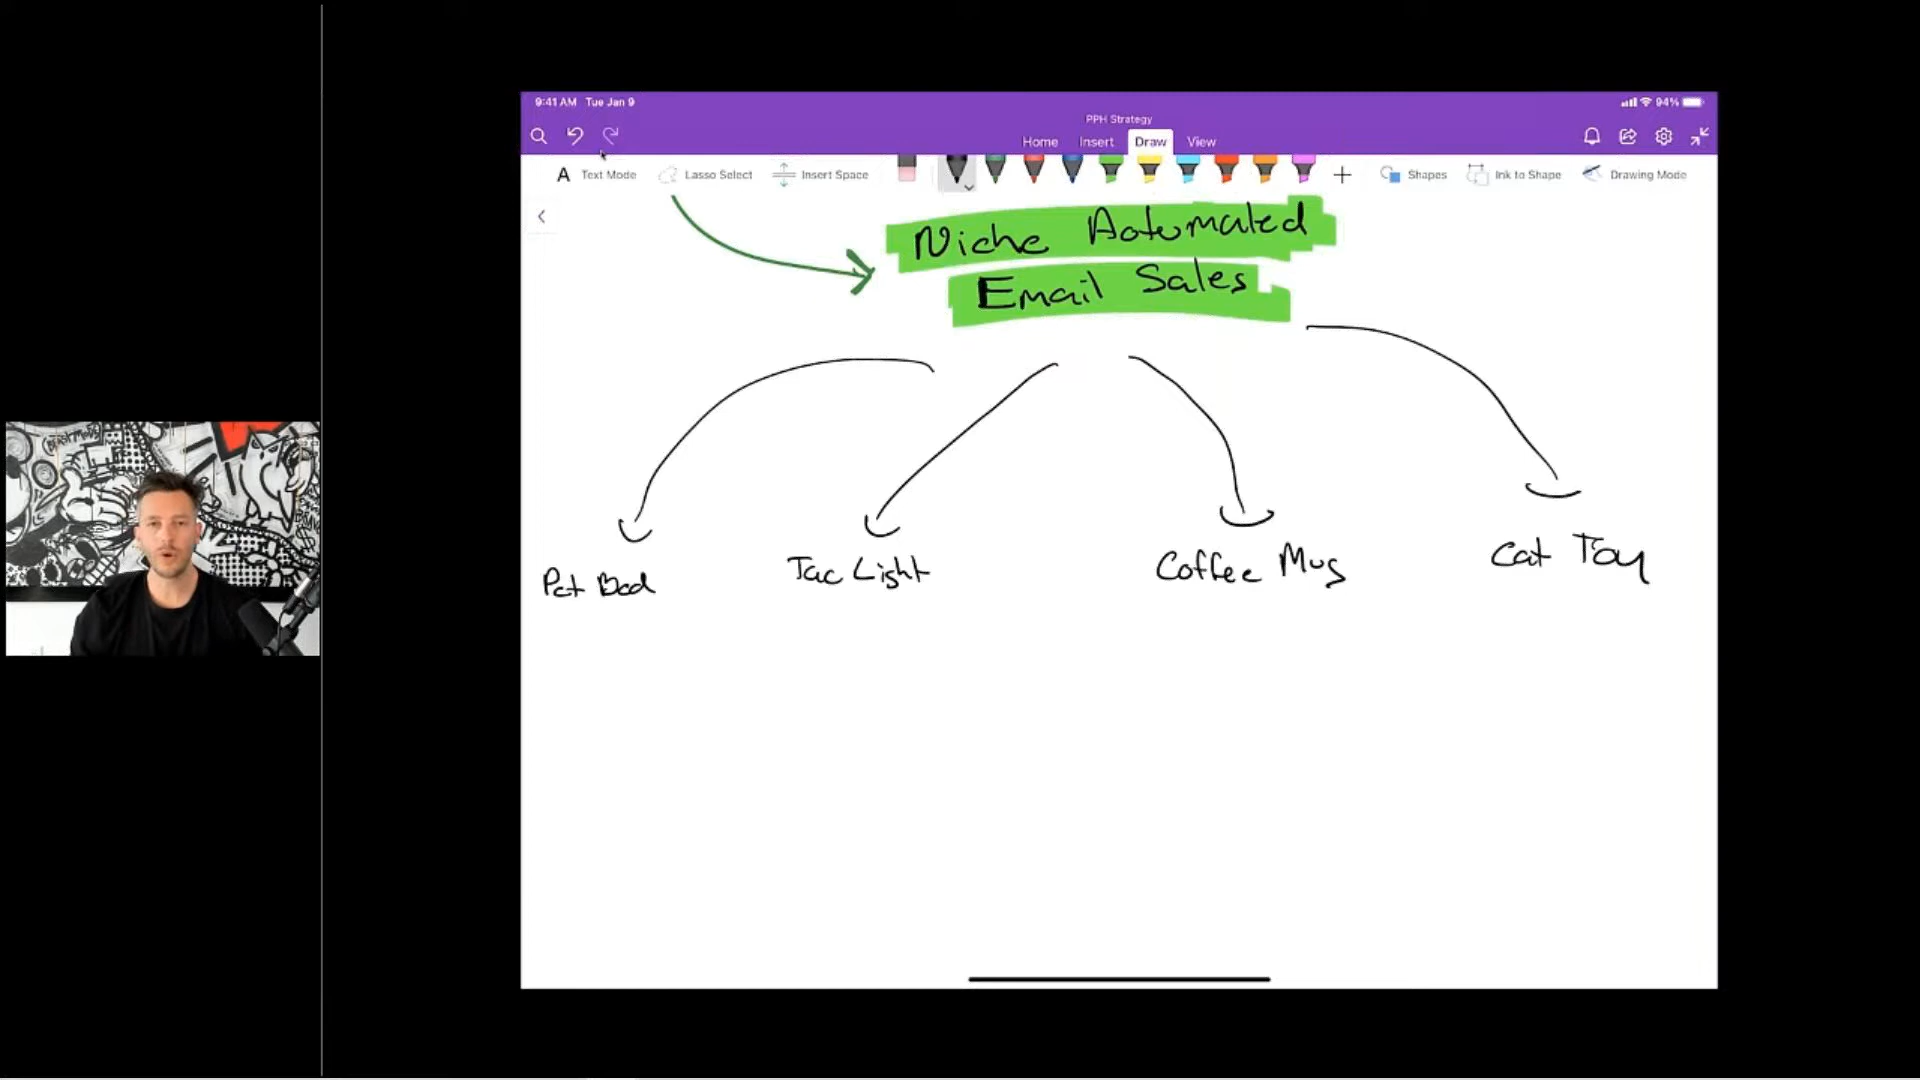 9:41 AM Tue Jan 9
94%
PPH Strategy
Home Insert Draw View
A Text Mode Lasso Select Insert Space Shapes Ink to Shape Drawing Mode
Niche Automated
Email Sales
Pet Bed
Tac Light
Coffee Mug
Cat Toy